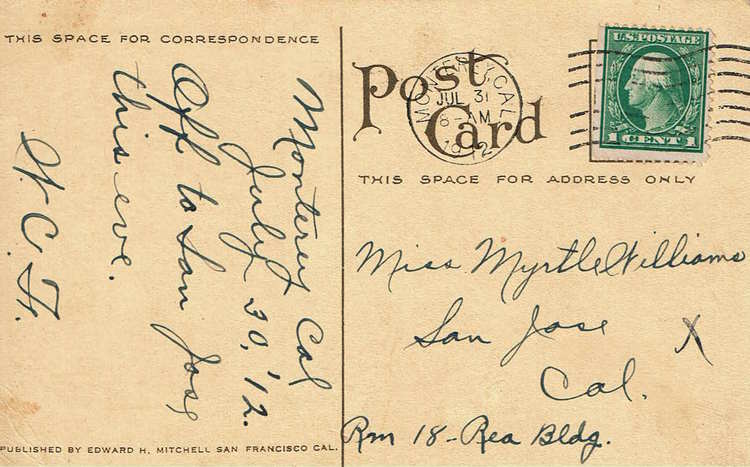 THIS SPACE FOR CORRESPONDENCE
Monterey Cal
July 30, '12.
Off to San Jose
this eve.
Post Card
MONTEREY, CAL.
JUL 31
6-AM
1912
U.S. POSTAGE
1 CENT 1
THIS SPACE FOR ADDRESS ONLY
Miss Myrtle Williams
San Jose
Cal.
X
Rm 18-Rea Bldg.
PUBLISHED BY EDWARD H. MITCHELL SAN FRANCISCO CAL.